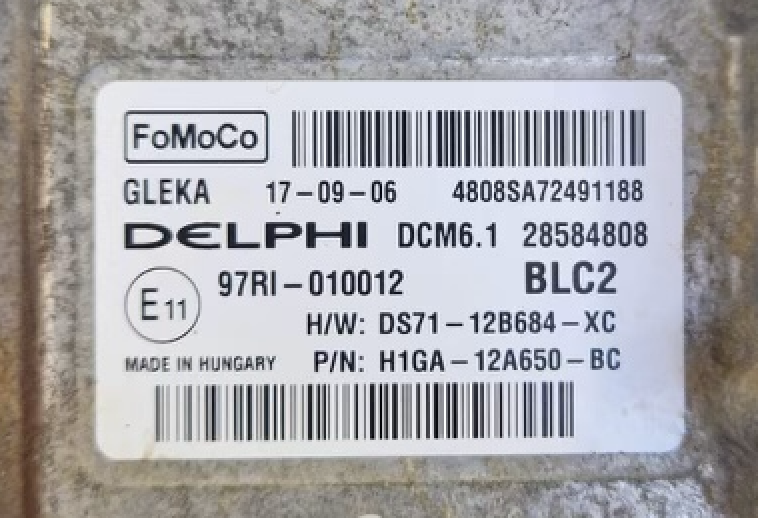 FoMoCo
GLEKA 17-09-06 4808SA72491188
DELPHI DCM6.1 28584808
E11 97RI-010012 BLC2
H/W: DS71-12B684-XC
MADE IN HUNGARY P/N: H1GA-12A650-BC